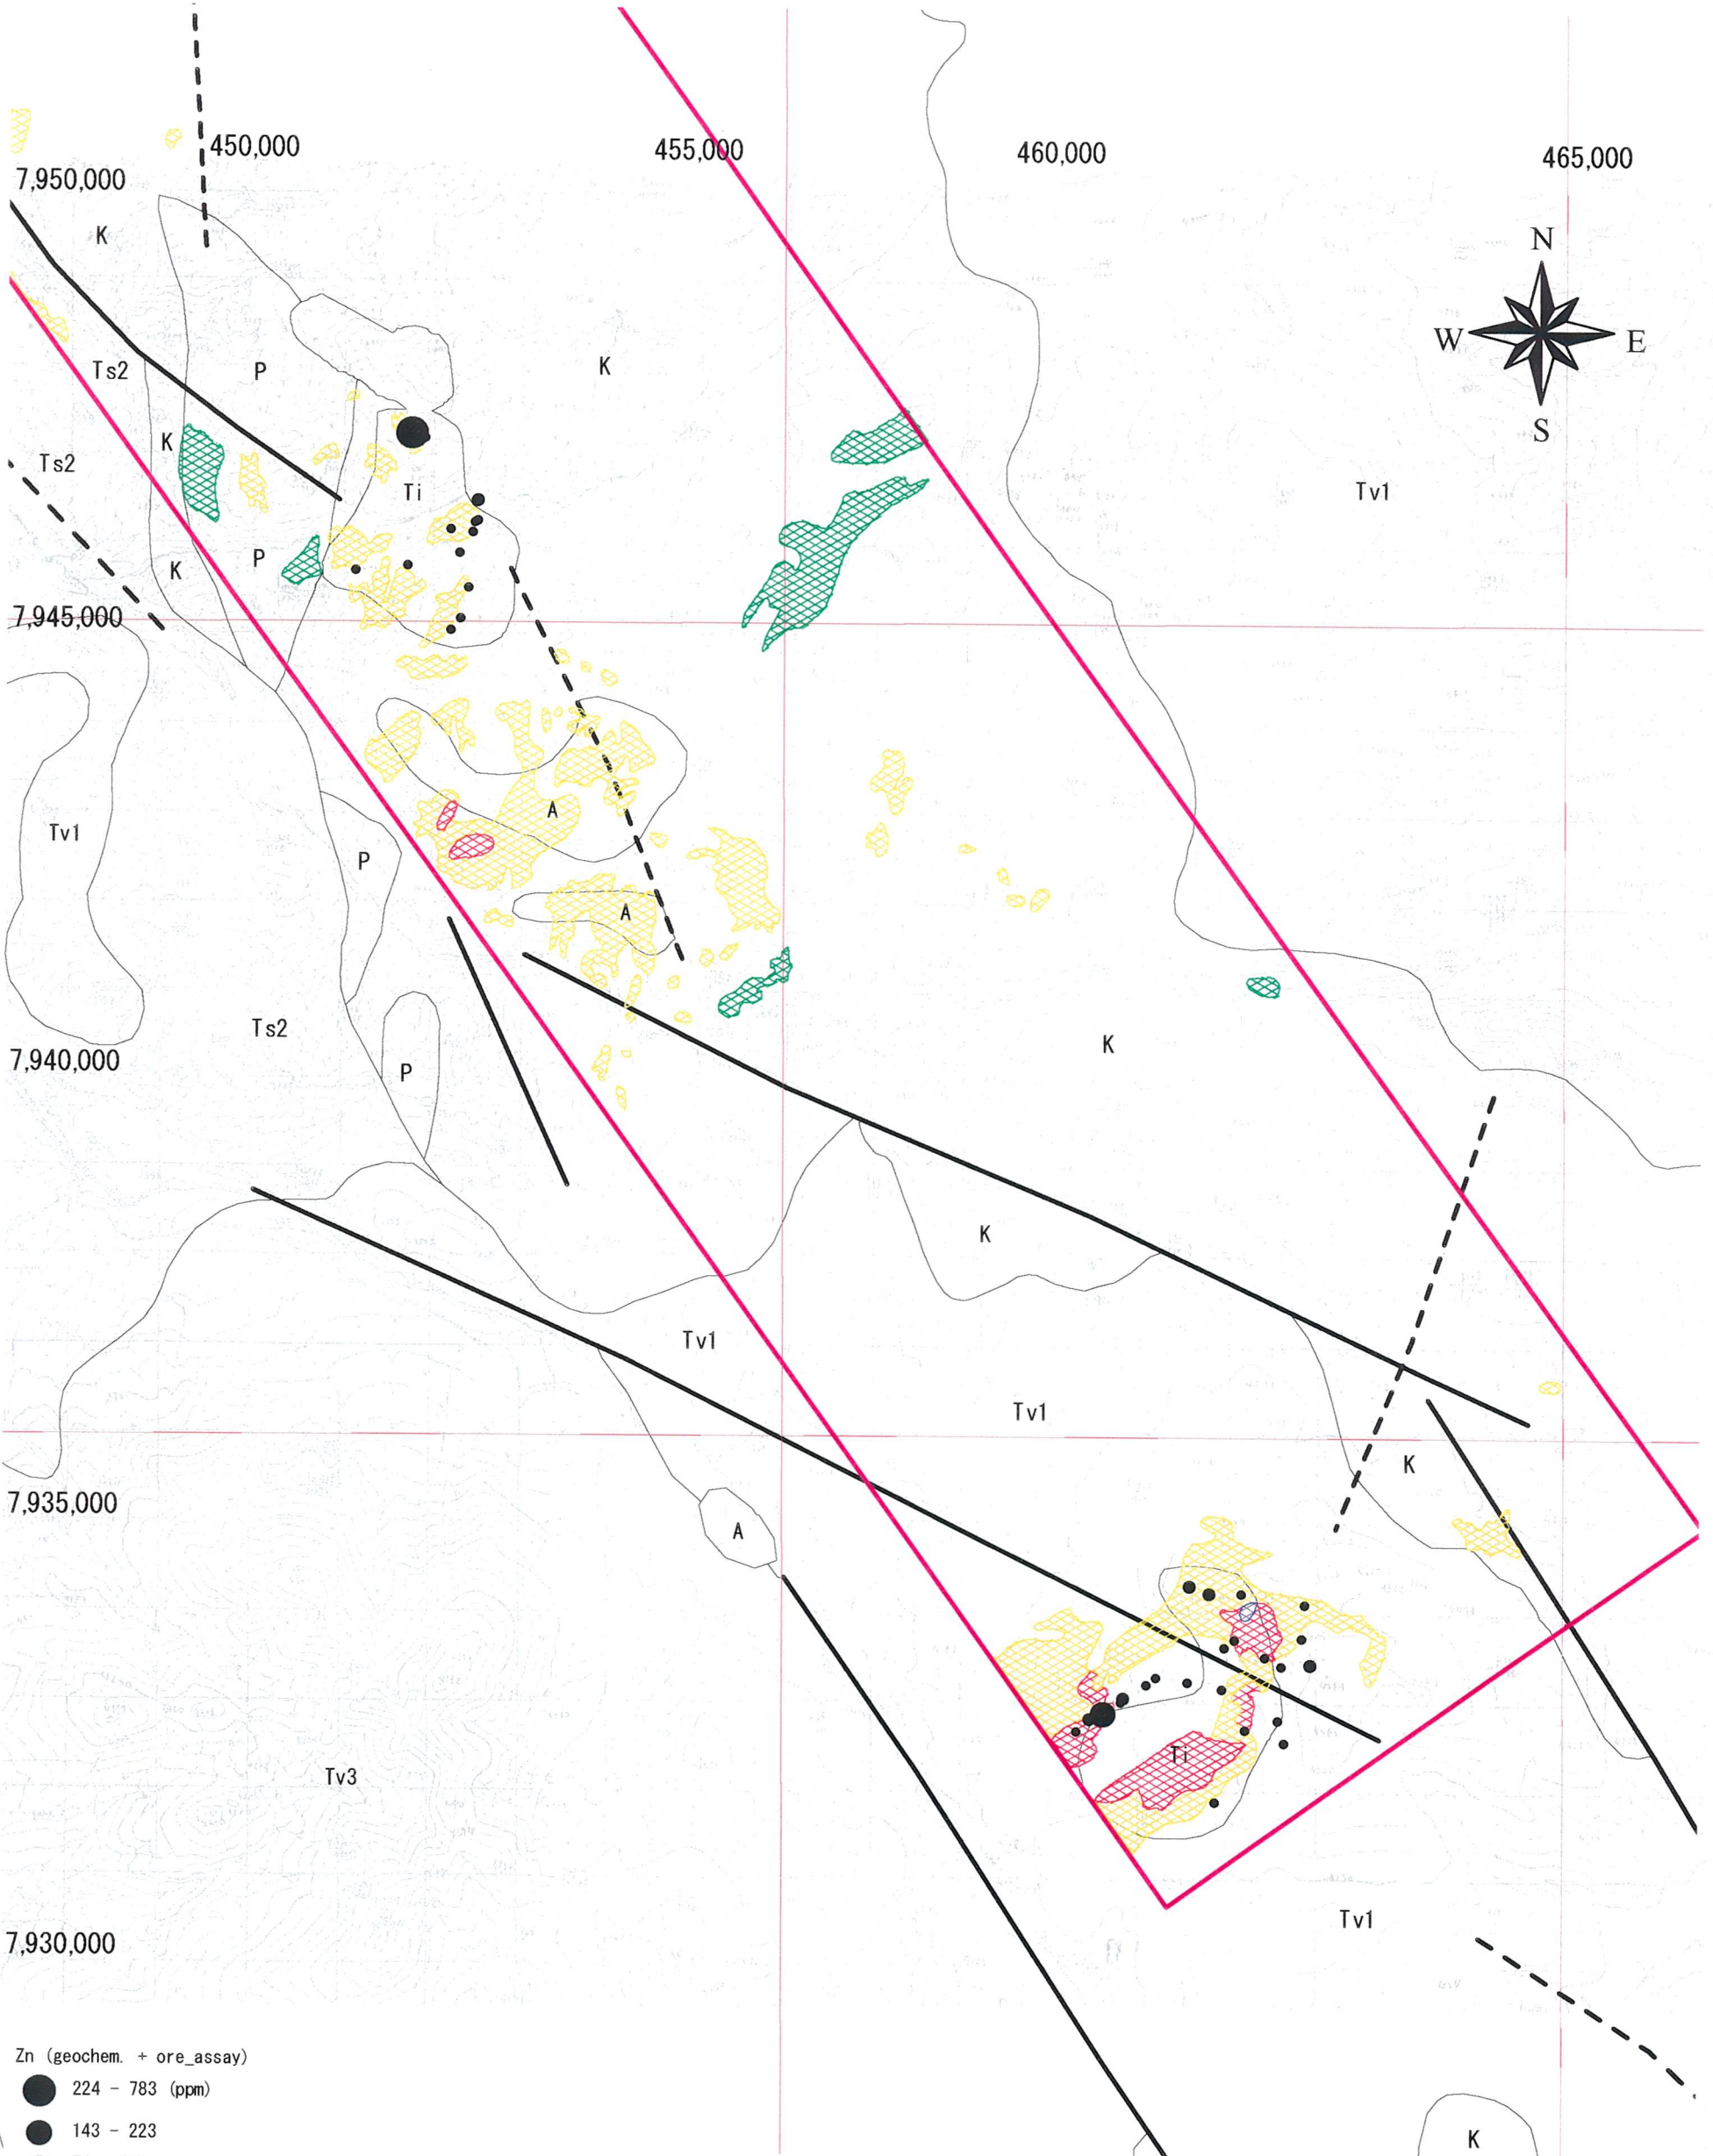 450,000
455,000
460,000
465,000
7,950,000
K
N
W
E
S
Ts2
P
K
K
Ts2
Ti
Tv1
K
P
7,945,000
A
Tv1
P
A
Ts2
K
7,940,000
P
K
Tv1
Tv1
K
7,935,000
A
Ti
Tv3
Tv1
7,930,000
Zn (geochem. + ore_assay)
224 - 783 (ppm)
143 - 223
K